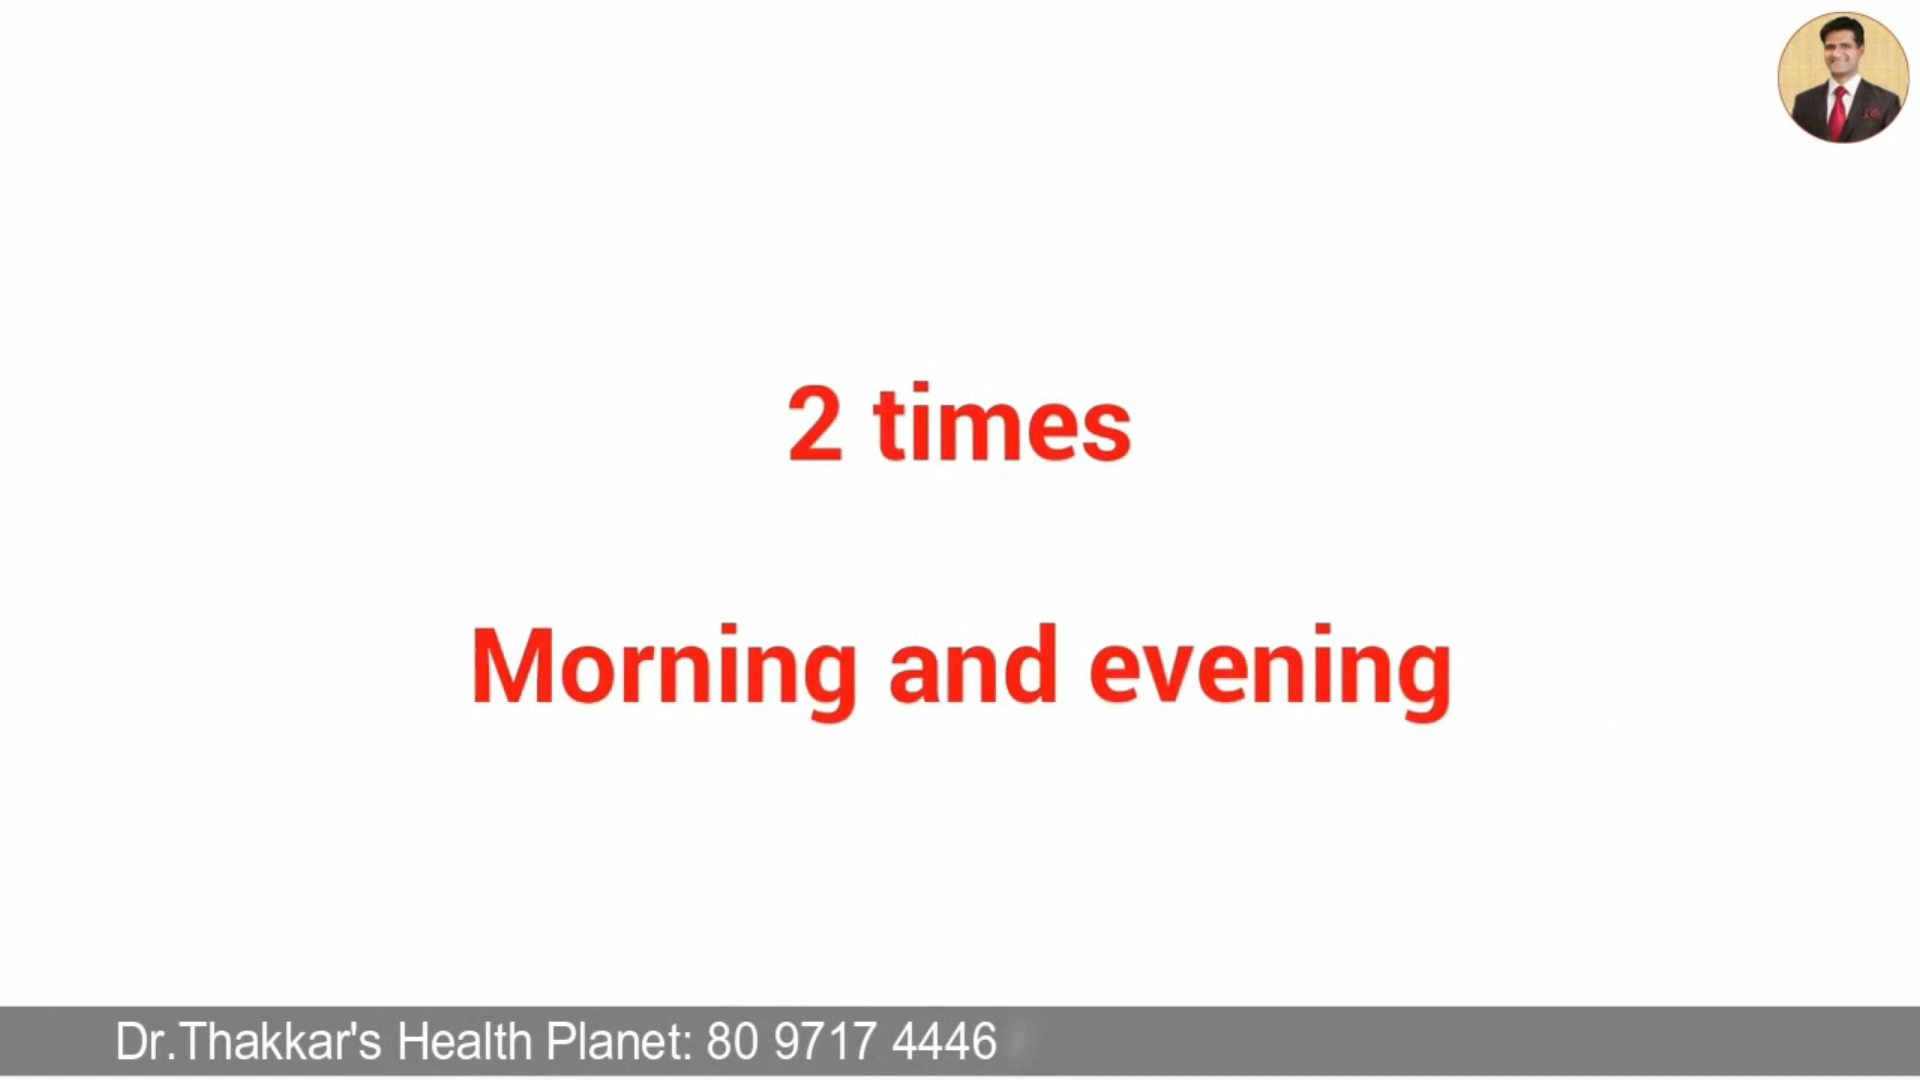 2 times
Morning and evening
Dr.Thakkar's Health Planet: 80 9717 4446